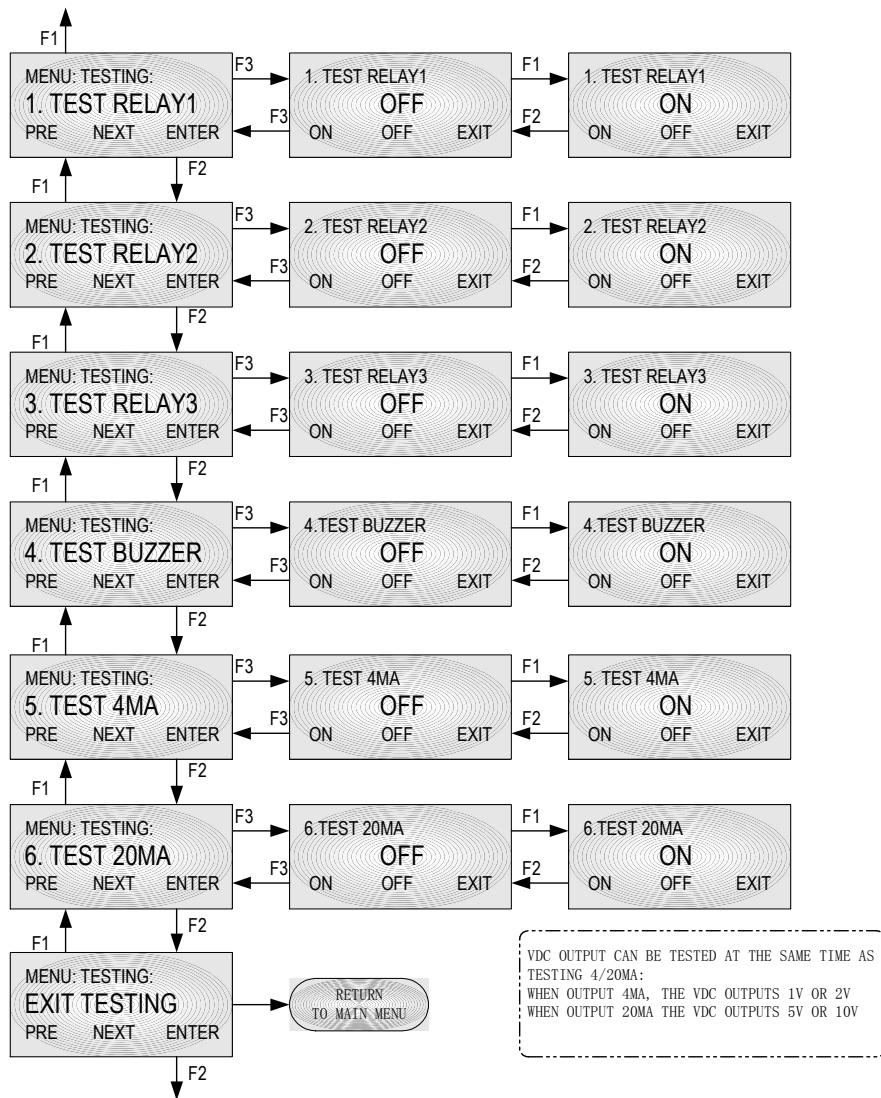 F1
MENU: TESTING:
1. TEST RELAY1
PRE NEXT ENTER
F3
F3
1. TEST RELAY1
OFF
ON OFF EXIT
F1
F2
1. TEST RELAY1
ON
ON OFF EXIT
F1
F2
MENU: TESTING:
2. TEST RELAY2
PRE NEXT ENTER
F3
F3
2. TEST RELAY2
OFF
ON OFF EXIT
F1
F2
2. TEST RELAY2
ON
ON OFF EXIT
F1
F2
MENU: TESTING:
3. TEST RELAY3
PRE NEXT ENTER
F3
F3
3. TEST RELAY3
OFF
ON OFF EXIT
F1
F2
3. TEST RELAY3
ON
ON OFF EXIT
F1
F2
MENU: TESTING:
4. TEST BUZZER
PRE NEXT ENTER
F3
F3
4.TEST BUZZER
OFF
ON OFF EXIT
F1
F2
4.TEST BUZZER
ON
ON OFF EXIT
F1
F2
MENU: TESTING:
5. TEST 4MA
PRE NEXT ENTER
F3
F3
5. TEST 4MA
OFF
ON OFF EXIT
F1
F2
5. TEST 4MA
ON
ON OFF EXIT
F1
F2
MENU: TESTING:
6. TEST 20MA
PRE NEXT ENTER
F3
F3
6.TEST 20MA
OFF
ON OFF EXIT
F1
F2
6.TEST 20MA
ON
ON OFF EXIT
F1
F2
MENU: TESTING:
EXIT TESTING
PRE NEXT ENTER
RETURN
TO MAIN MENU
VDC OUTPUT CAN BE TESTED AT THE SAME TIME AS
TESTING 4/20MA:
WHEN OUTPUT 4MA, THE VDC OUTPUTS 1V OR 2V
WHEN OUTPUT 20MA THE VDC OUTPUTS 5V OR 10V
F2